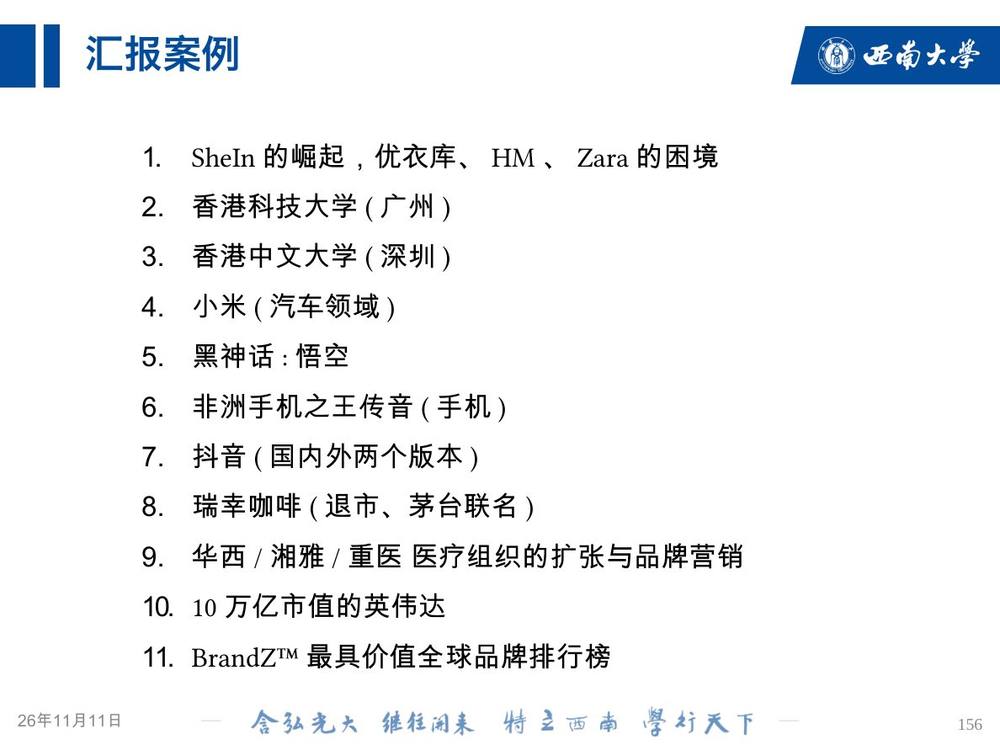 汇报案例
西南大学
1. SheIn 的崛起，优衣库、 HM 、 Zara 的困境
2. 香港科技大学 ( 广州 )
3. 香港中文大学 ( 深圳 )
4. 小米 ( 汽车领域 )
5. 黑神话 : 悟空
6. 非洲手机之王传音 ( 手机 )
7. 抖音 ( 国内外两个版本 )
8. 瑞幸咖啡 ( 退市、茅台联名 )
9. 华西 / 湘雅 / 重医 医疗组织的扩张与品牌营销
10. 10 万亿市值的英伟达
11. BrandZ™ 最具价值全球品牌排行榜
26年11月11日
含弘光大 继往开来 特立西南 學行天下
156